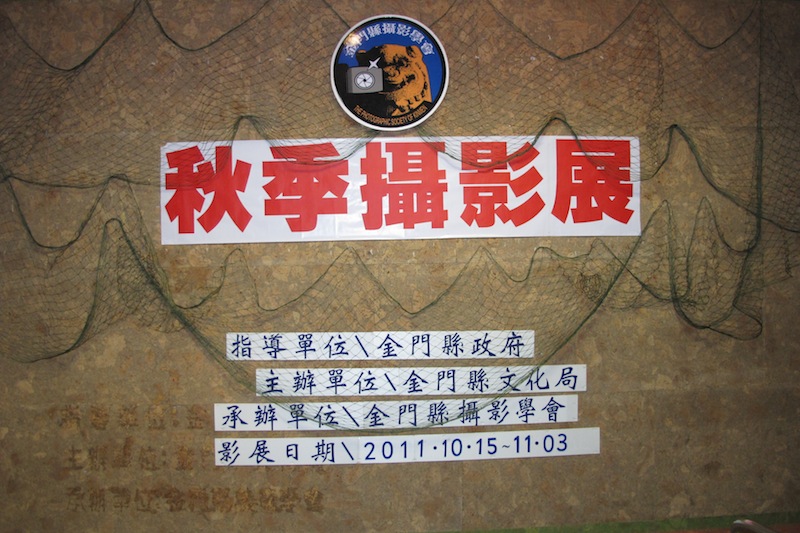 金門縣攝影學會
THE PHOTOGRAPHIC SOCIETY OF KINMEN
秋季攝影展
指導單位\金門縣政府
主辦單位\金門縣文化局
承辦單位\金門縣攝影學會
影展日期\2011·10·15~11·03